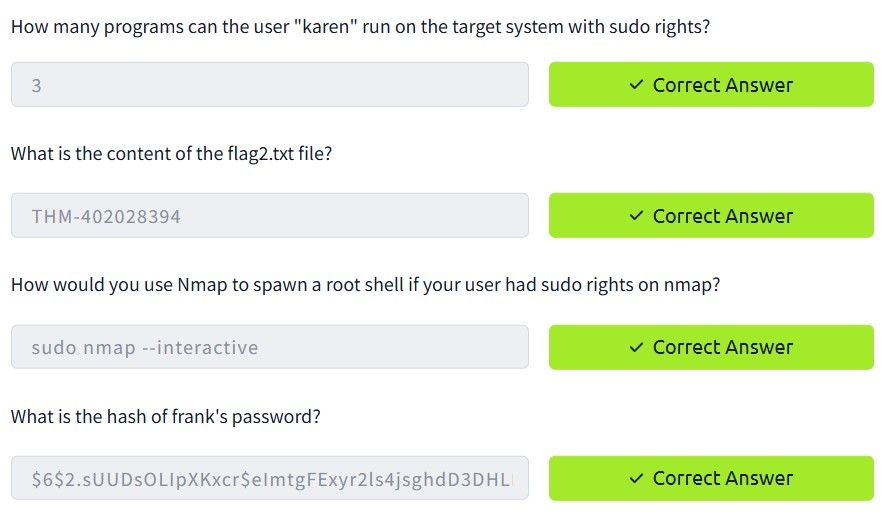 How many programs can the user "karen" run on the target system with sudo rights?
3
✓ Correct Answer
What is the content of the flag2.txt file?
THM-402028394
✓ Correct Answer
How would you use Nmap to spawn a root shell if your user had sudo rights on nmap?
sudo nmap --interactive
✓ Correct Answer
What is the hash of frank's password?
$6$2.sUUDsOLIpXKxcr$eImtgFExyr2ls4jsghdD3DHL
✓ Correct Answer